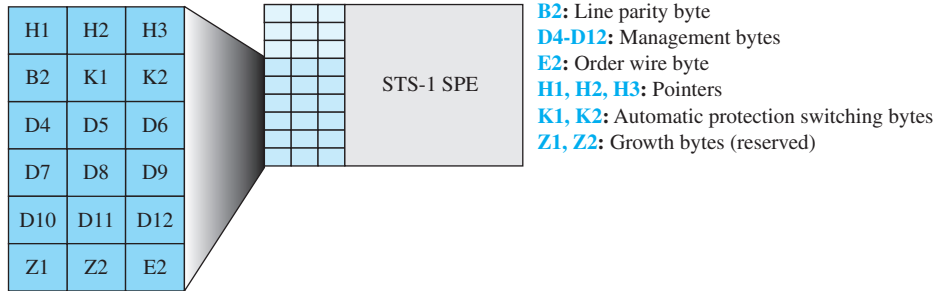 H1 H2 H3
B2 K1 K2
D4 D5 D6
D7 D8 D9
D10 D11 D12
Z1 Z2 E2
STS-1 SPE
B2: Line parity byte
D4-D12: Management bytes
E2: Order wire byte
H1, H2, H3: Pointers
K1, K2: Automatic protection switching bytes
Z1, Z2: Growth bytes (reserved)